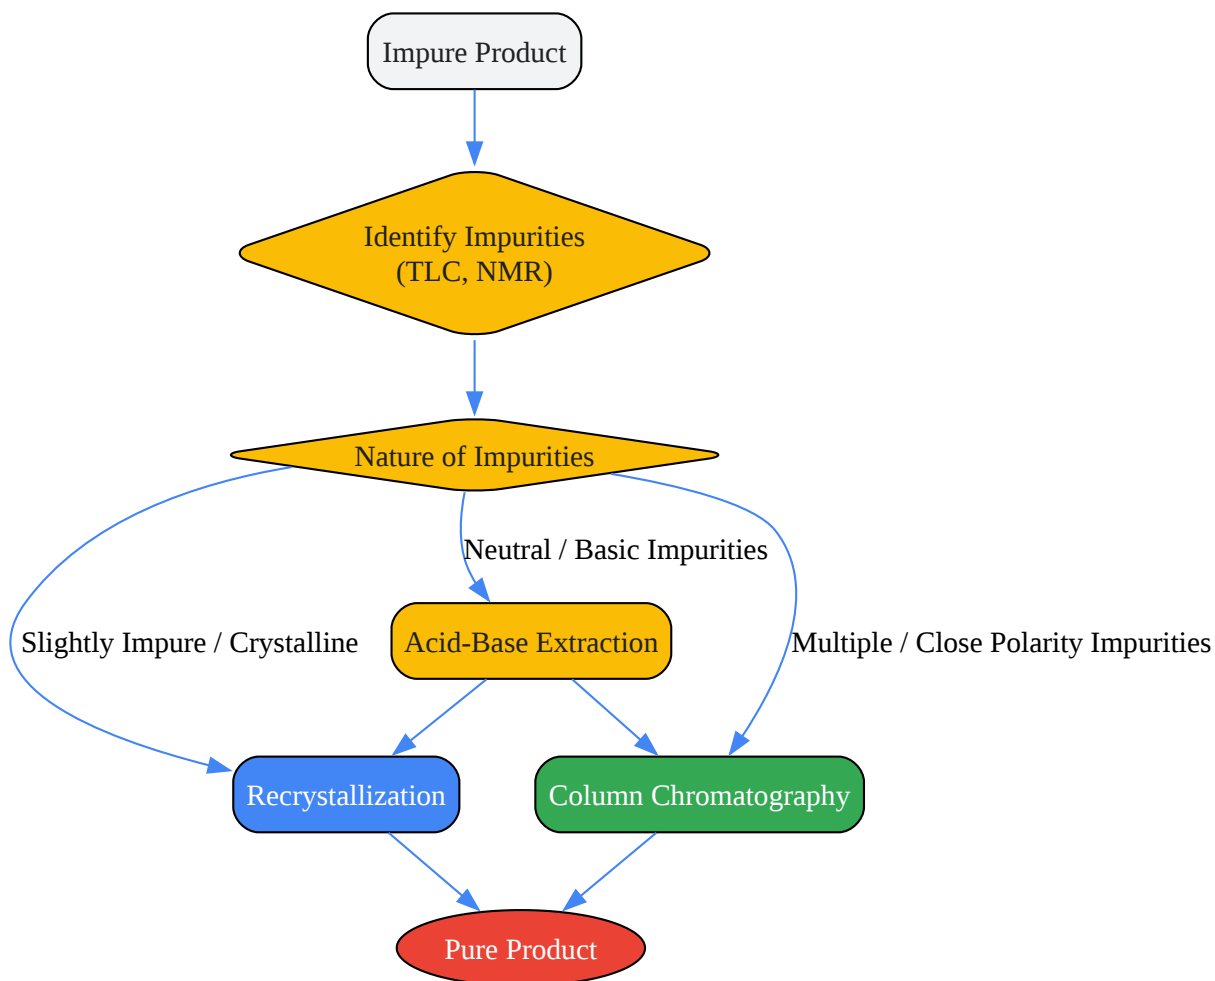 Impure Product
Identify Impurities
(TLC, NMR)
Nature of Impurities
Neutral / Basic Impurities
Slightly Impure / Crystalline
Acid-Base Extraction
Multiple / Close Polarity Impurities
Recrystallization
Column Chromatography
Pure Product